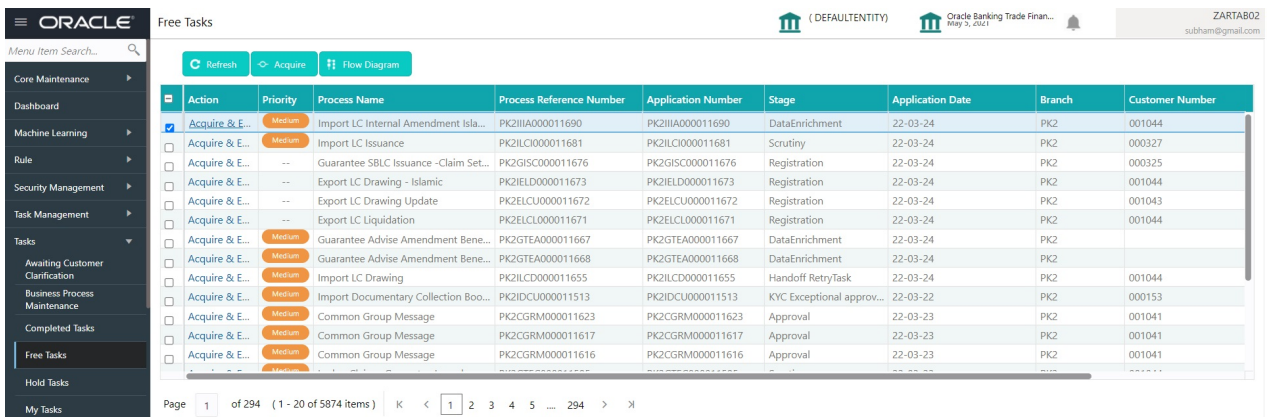 ORACLE
Free Tasks
( DEFAULTENTITY)
Oracle Banking Trade Finan...
May 5, 2021
ZARTAB02
subham@gmail.com
Menu Item Search...
Core Maintenance
Dashboard
Machine Learning
Rule
Security Management
Task Management
Tasks
Awaiting Customer
Clarification
Business Process
Maintenance
Completed Tasks
Free Tasks
Hold Tasks
My Tasks
Refresh Acquire Flow Diagram
Action Priority Process Name Process Reference Number Application Number Stage Application Date Branch Customer Number
Acquire & E... Medium Import LC Internal Amendment Isla... PK2IIIA000011690 PK2IIIA000011690 DataEnrichment 22-03-24 PK2 001044
Acquire & E... Medium Import LC Issuance PK2ILCI000011681 PK2ILCI000011681 Scrutiny 22-03-24 PK2 000327
Acquire & E... -- Guarantee SBLC Issuance -Claim Set... PK2GISC000011676 PK2GISC000011676 Registration 22-03-24 PK2 000325
Acquire & E... -- Export LC Drawing - Islamic PK2IELD000011673 PK2IELD000011673 Registration 22-03-24 PK2 001044
Acquire & E... -- Export LC Drawing Update PK2ELCU000011672 PK2ELCU000011672 Registration 22-03-24 PK2 001043
Acquire & E... -- Export LC Liquidation PK2ELCL000011671 PK2ELCL000011671 Registration 22-03-24 PK2 001044
Acquire & E... Medium Guarantee Advise Amendment Bene... PK2GTEA000011667 PK2GTEA000011667 DataEnrichment 22-03-24 PK2
Acquire & E... Medium Guarantee Advise Amendment Bene... PK2GTEA000011668 PK2GTEA000011668 DataEnrichment 22-03-24 PK2
Acquire & E... Medium Import LC Drawing PK2ILCD000011655 PK2ILCD000011655 Handoff RetryTask 22-03-24 PK2 001044
Acquire & E... Medium Import Documentary Collection Boo... PK2IDCU000011513 PK2IDCU000011513 KYC Exceptional approv... 22-03-22 PK2 000153
Acquire & E... Medium Common Group Message PK2CGRM000011623 PK2CGRM000011623 Approval 22-03-23 PK2 001041
Acquire & E... Medium Common Group Message PK2CGRM000011617 PK2CGRM000011617 Approval 22-03-23 PK2 001041
Acquire & E... Medium Common Group Message PK2CGRM000011616 PK2CGRM000011616 Approval 22-03-23 PK2 001041
Page 1 of 294 (1 - 20 of 5874 items) K < 1 2 3 4 5 ... 294 > >|